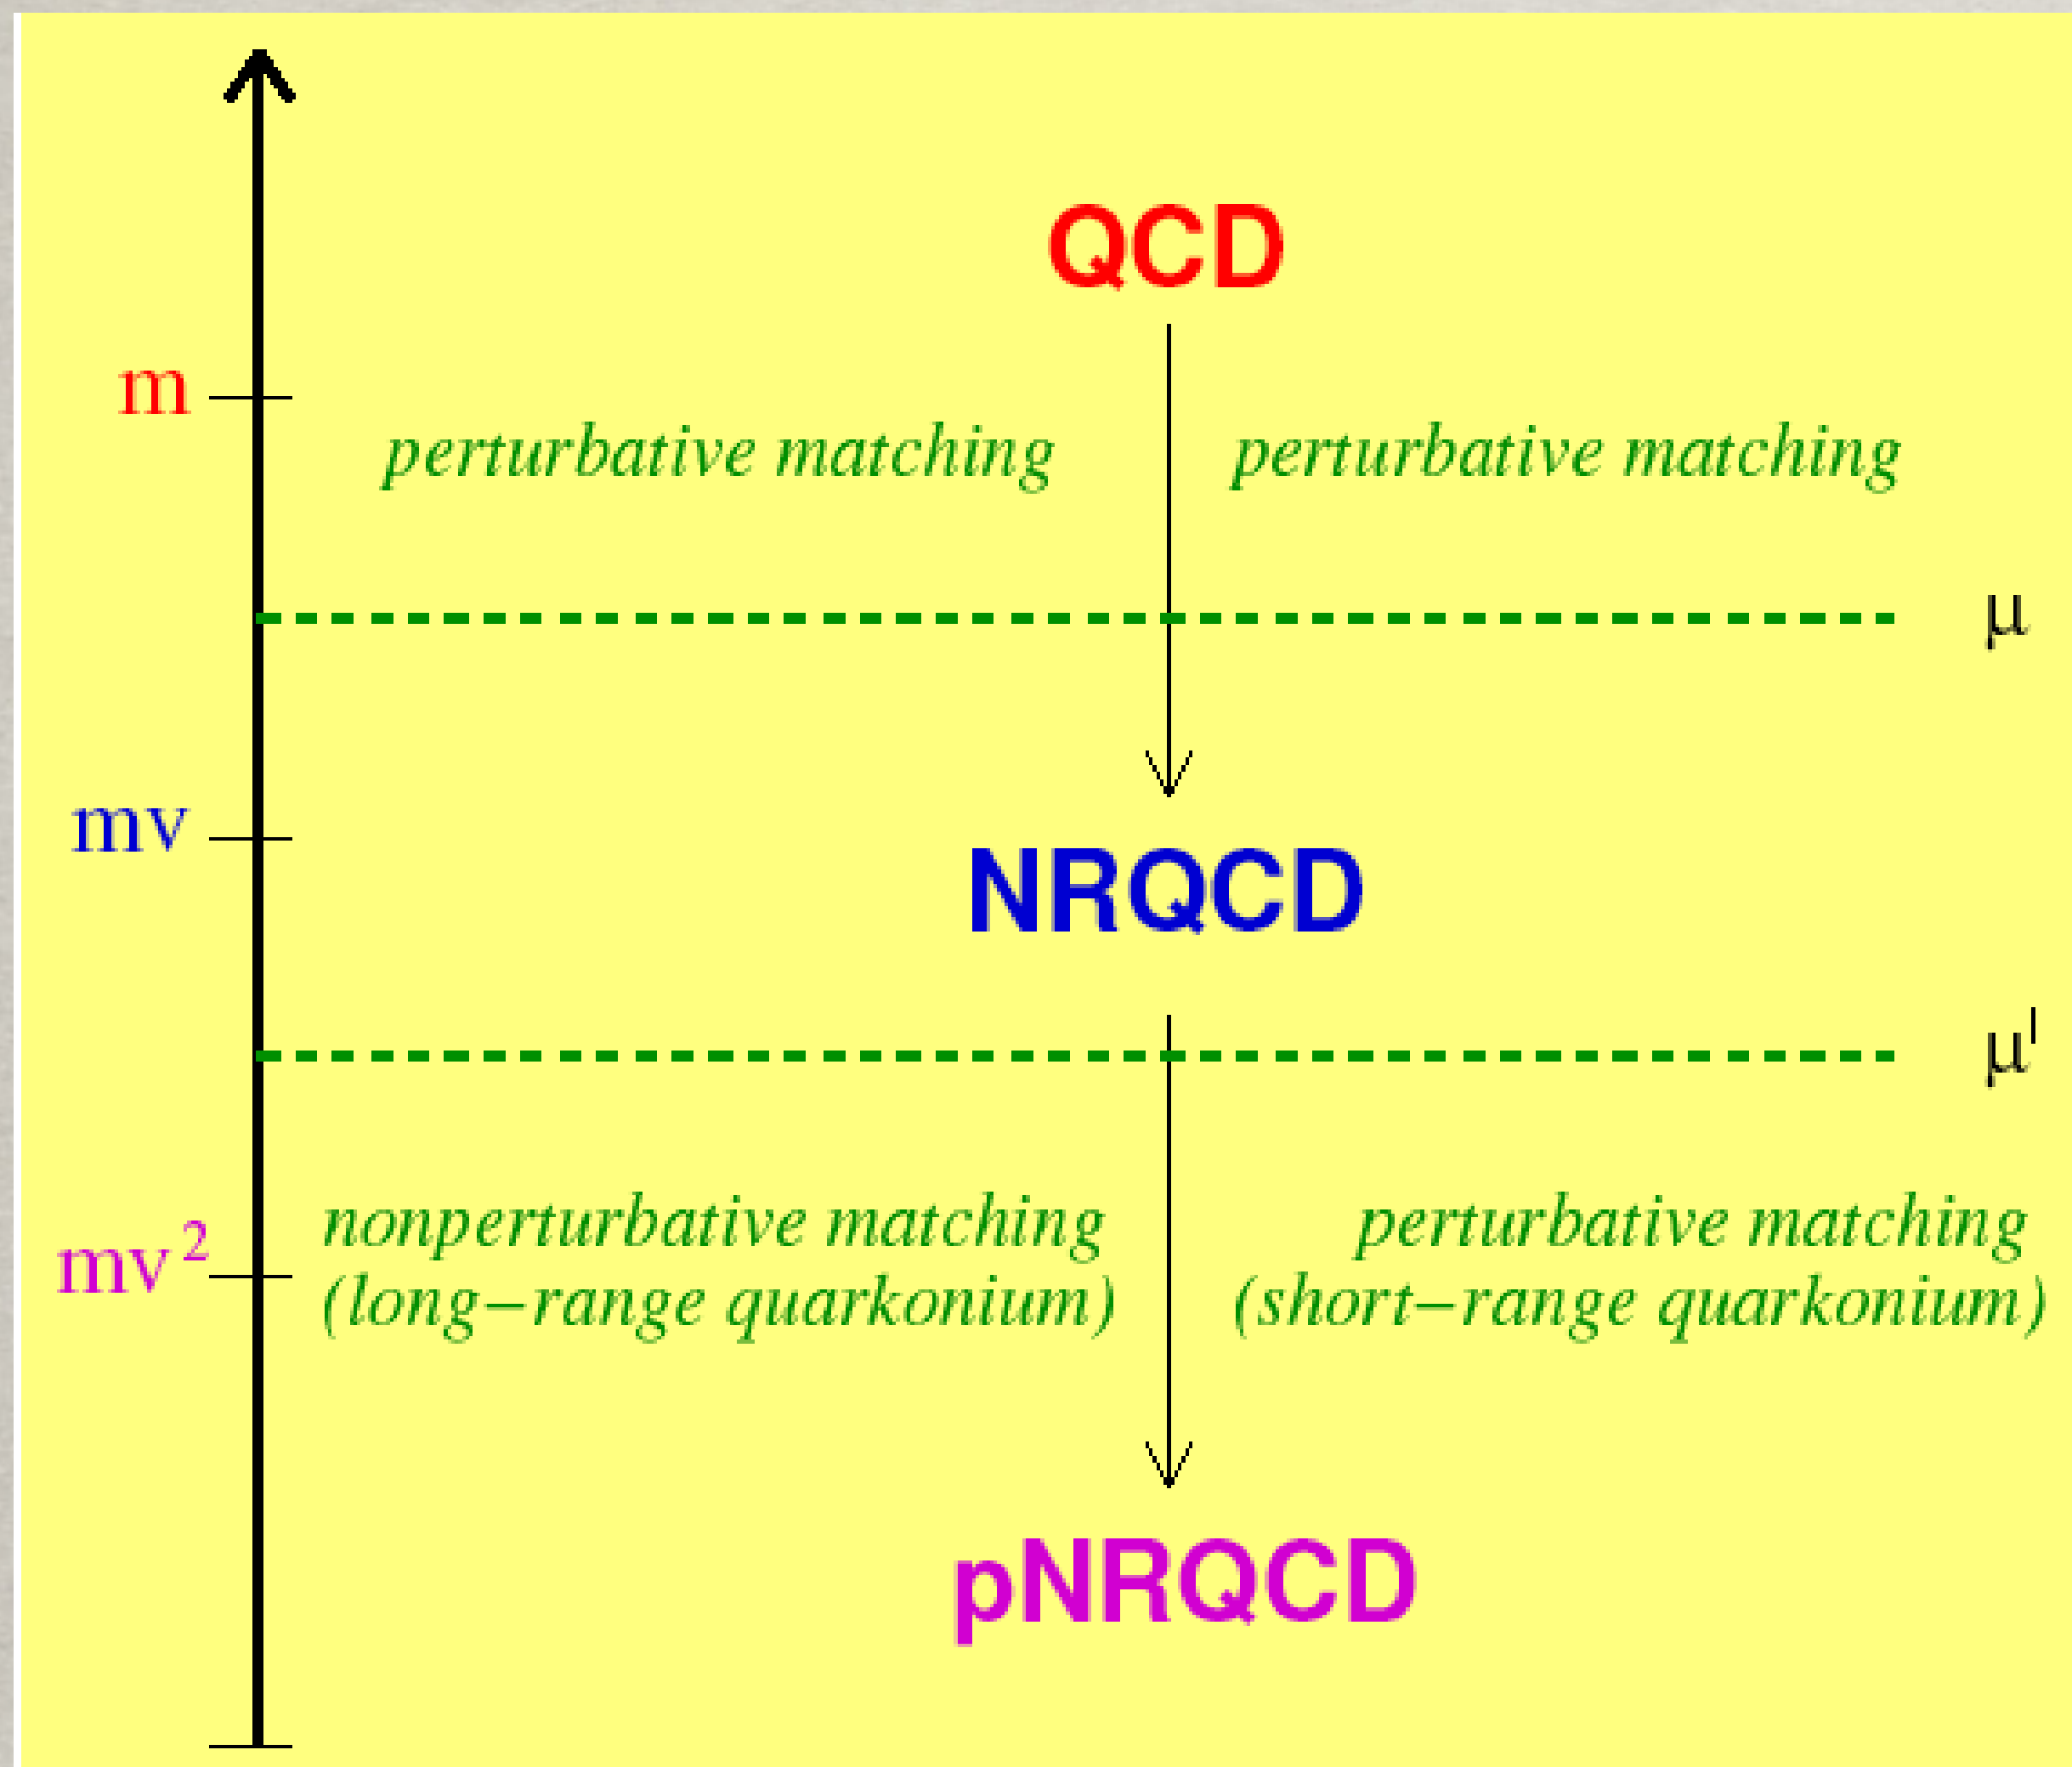 QCD
m
perturbative matching perturbative matching
μ
mv
NRQCD
μ'
nonperturbative matching perturbative matching
mv²
(long–range quarkonium) (short–range quarkonium)
pNRQCD